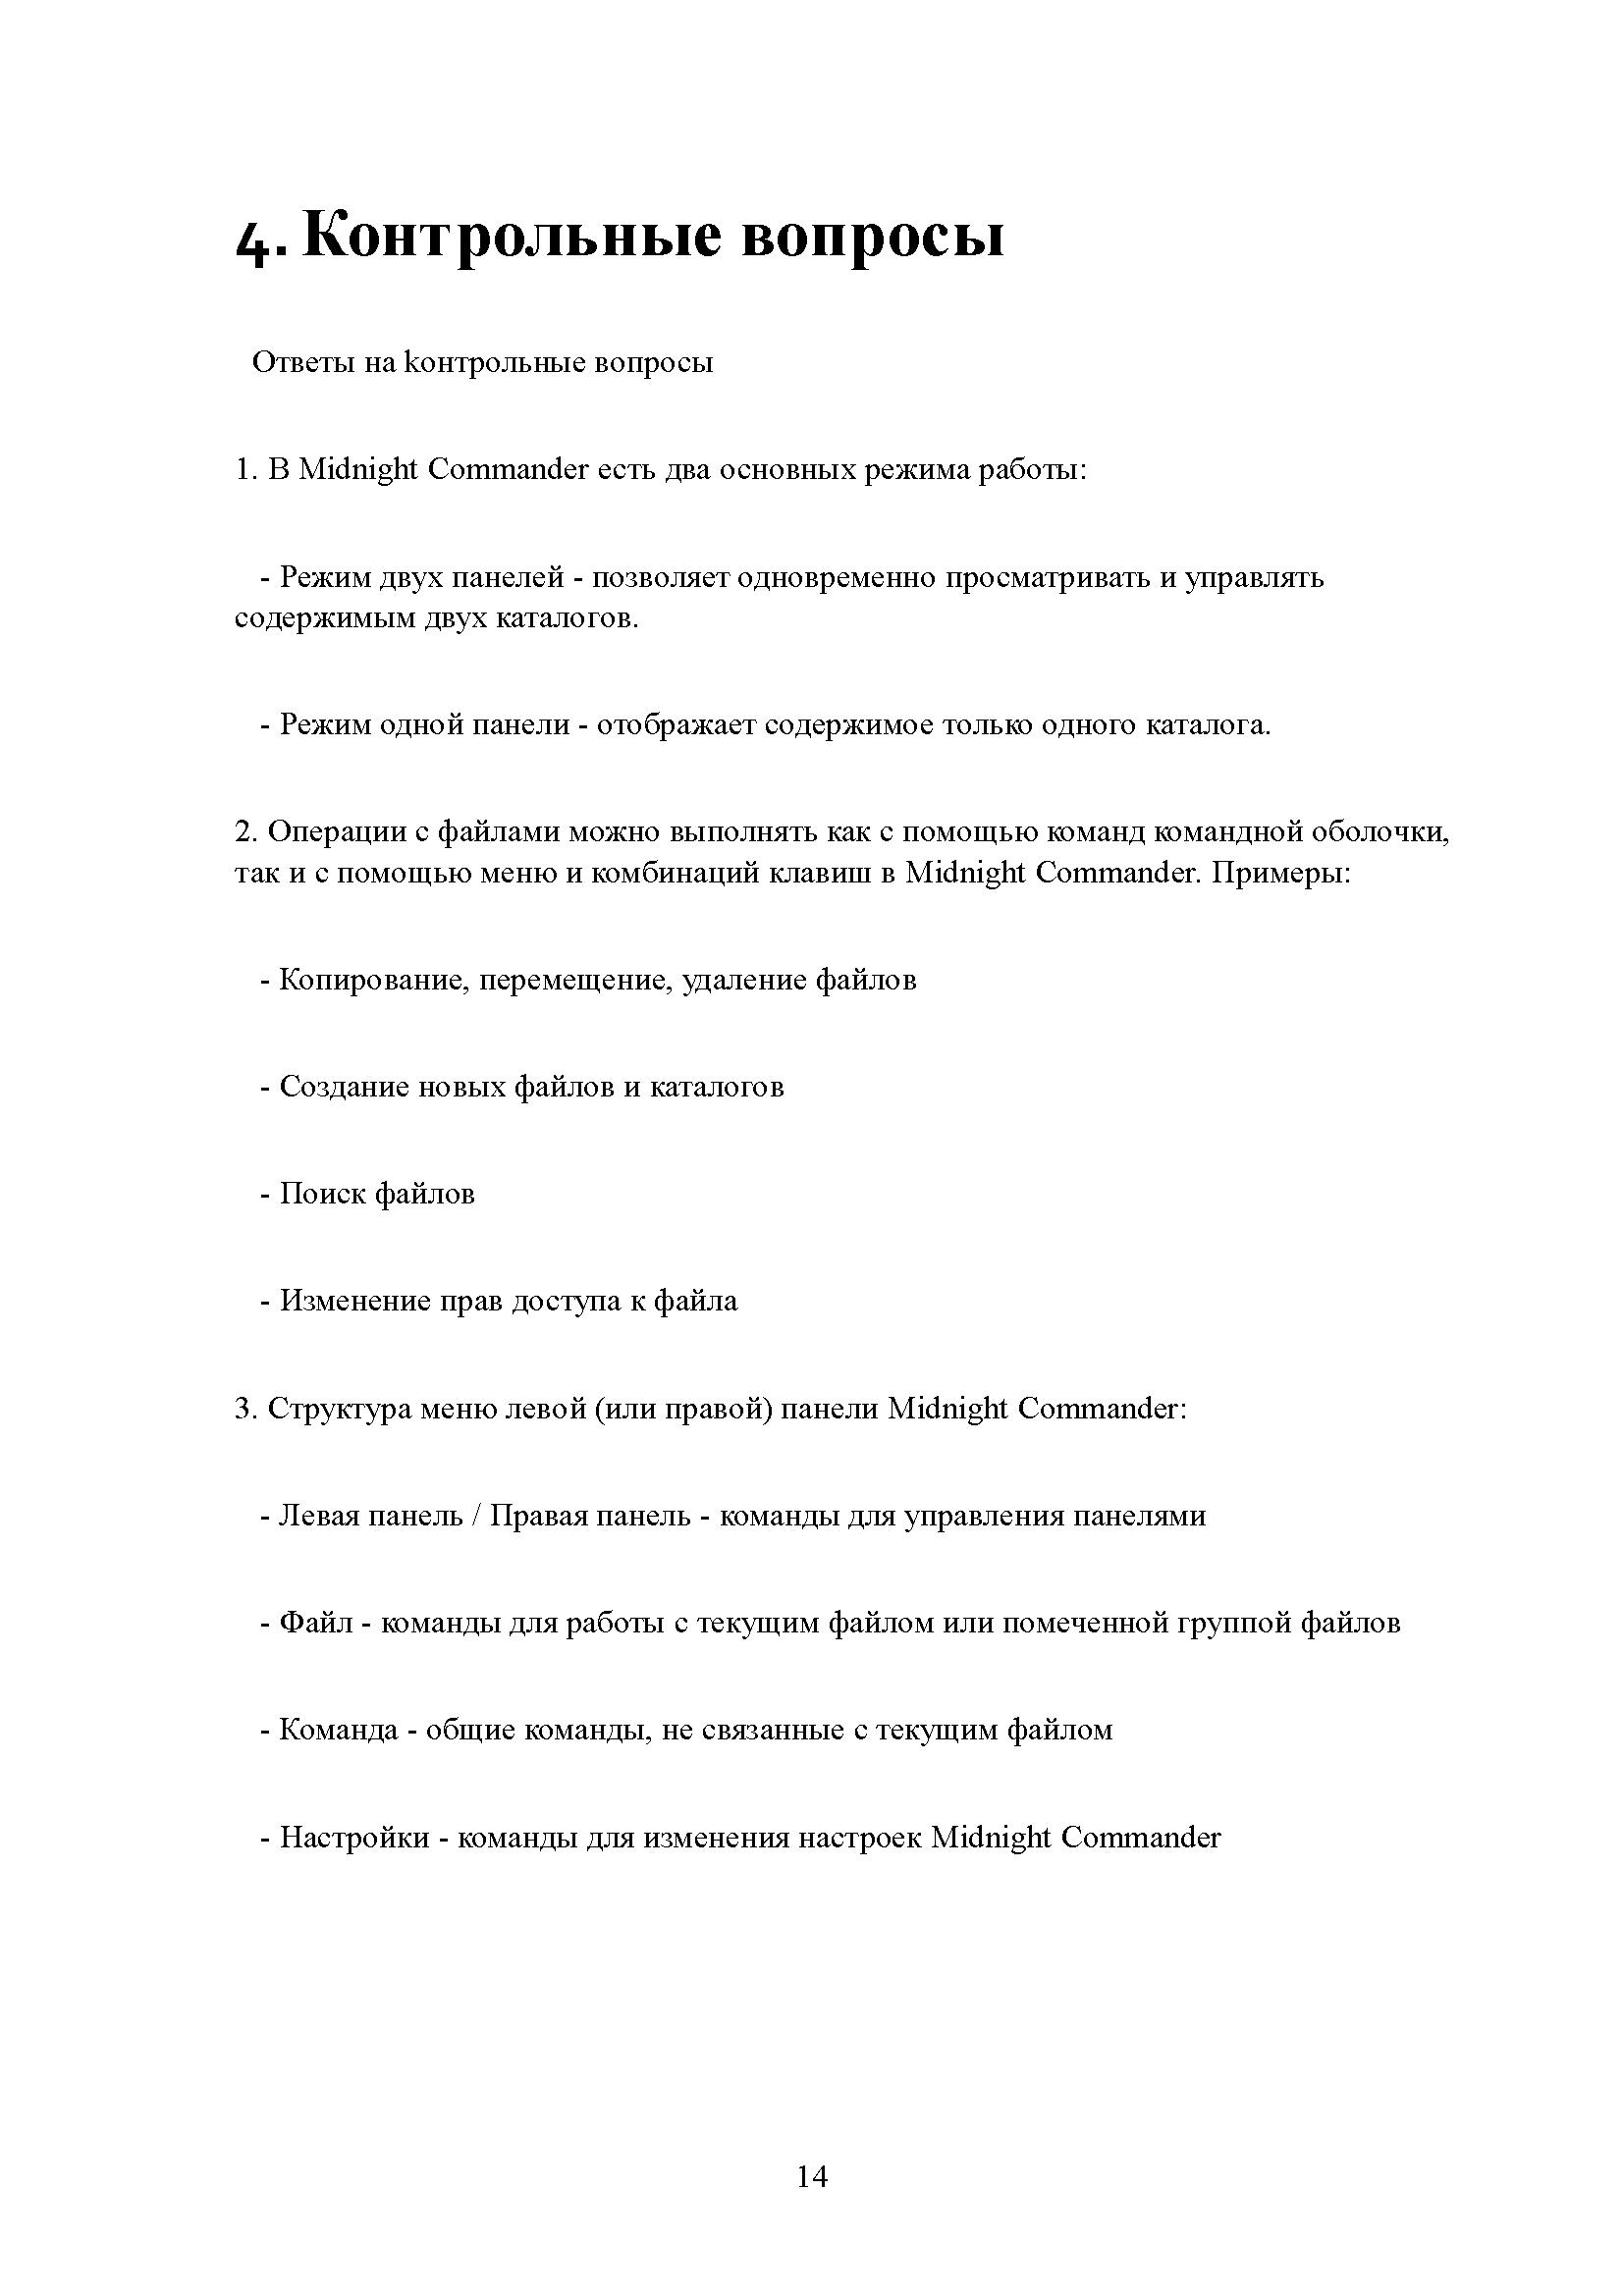 4. Контрольные вопросы
Ответы на kонтрольные вопросы
1. В Midnight Commander есть два основных режима работы:
- Режим двух панелей - позволяет одновременно просматривать и управлять
содержимым двух каталогов.
- Режим одной панели - отображает содержимое только одного каталога.
2. Операции с файлами можно выполнять как с помощью команд командной оболочки,
так и с помощью меню и комбинаций клавиш в Midnight Commander. Примеры:
- Копирование, перемещение, удаление файлов
- Создание новых файлов и каталогов
- Поиск файлов
- Изменение прав доступа к файла
3. Структура меню левой (или правой) панели Midnight Commander:
- Левая панель / Правая панель - команды для управления панелями
- Файл - команды для работы с текущим файлом или помеченной группой файлов
- Команда - общие команды, не связанные с текущим файлом
- Настройки - команды для изменения настроек Midnight Commander
14